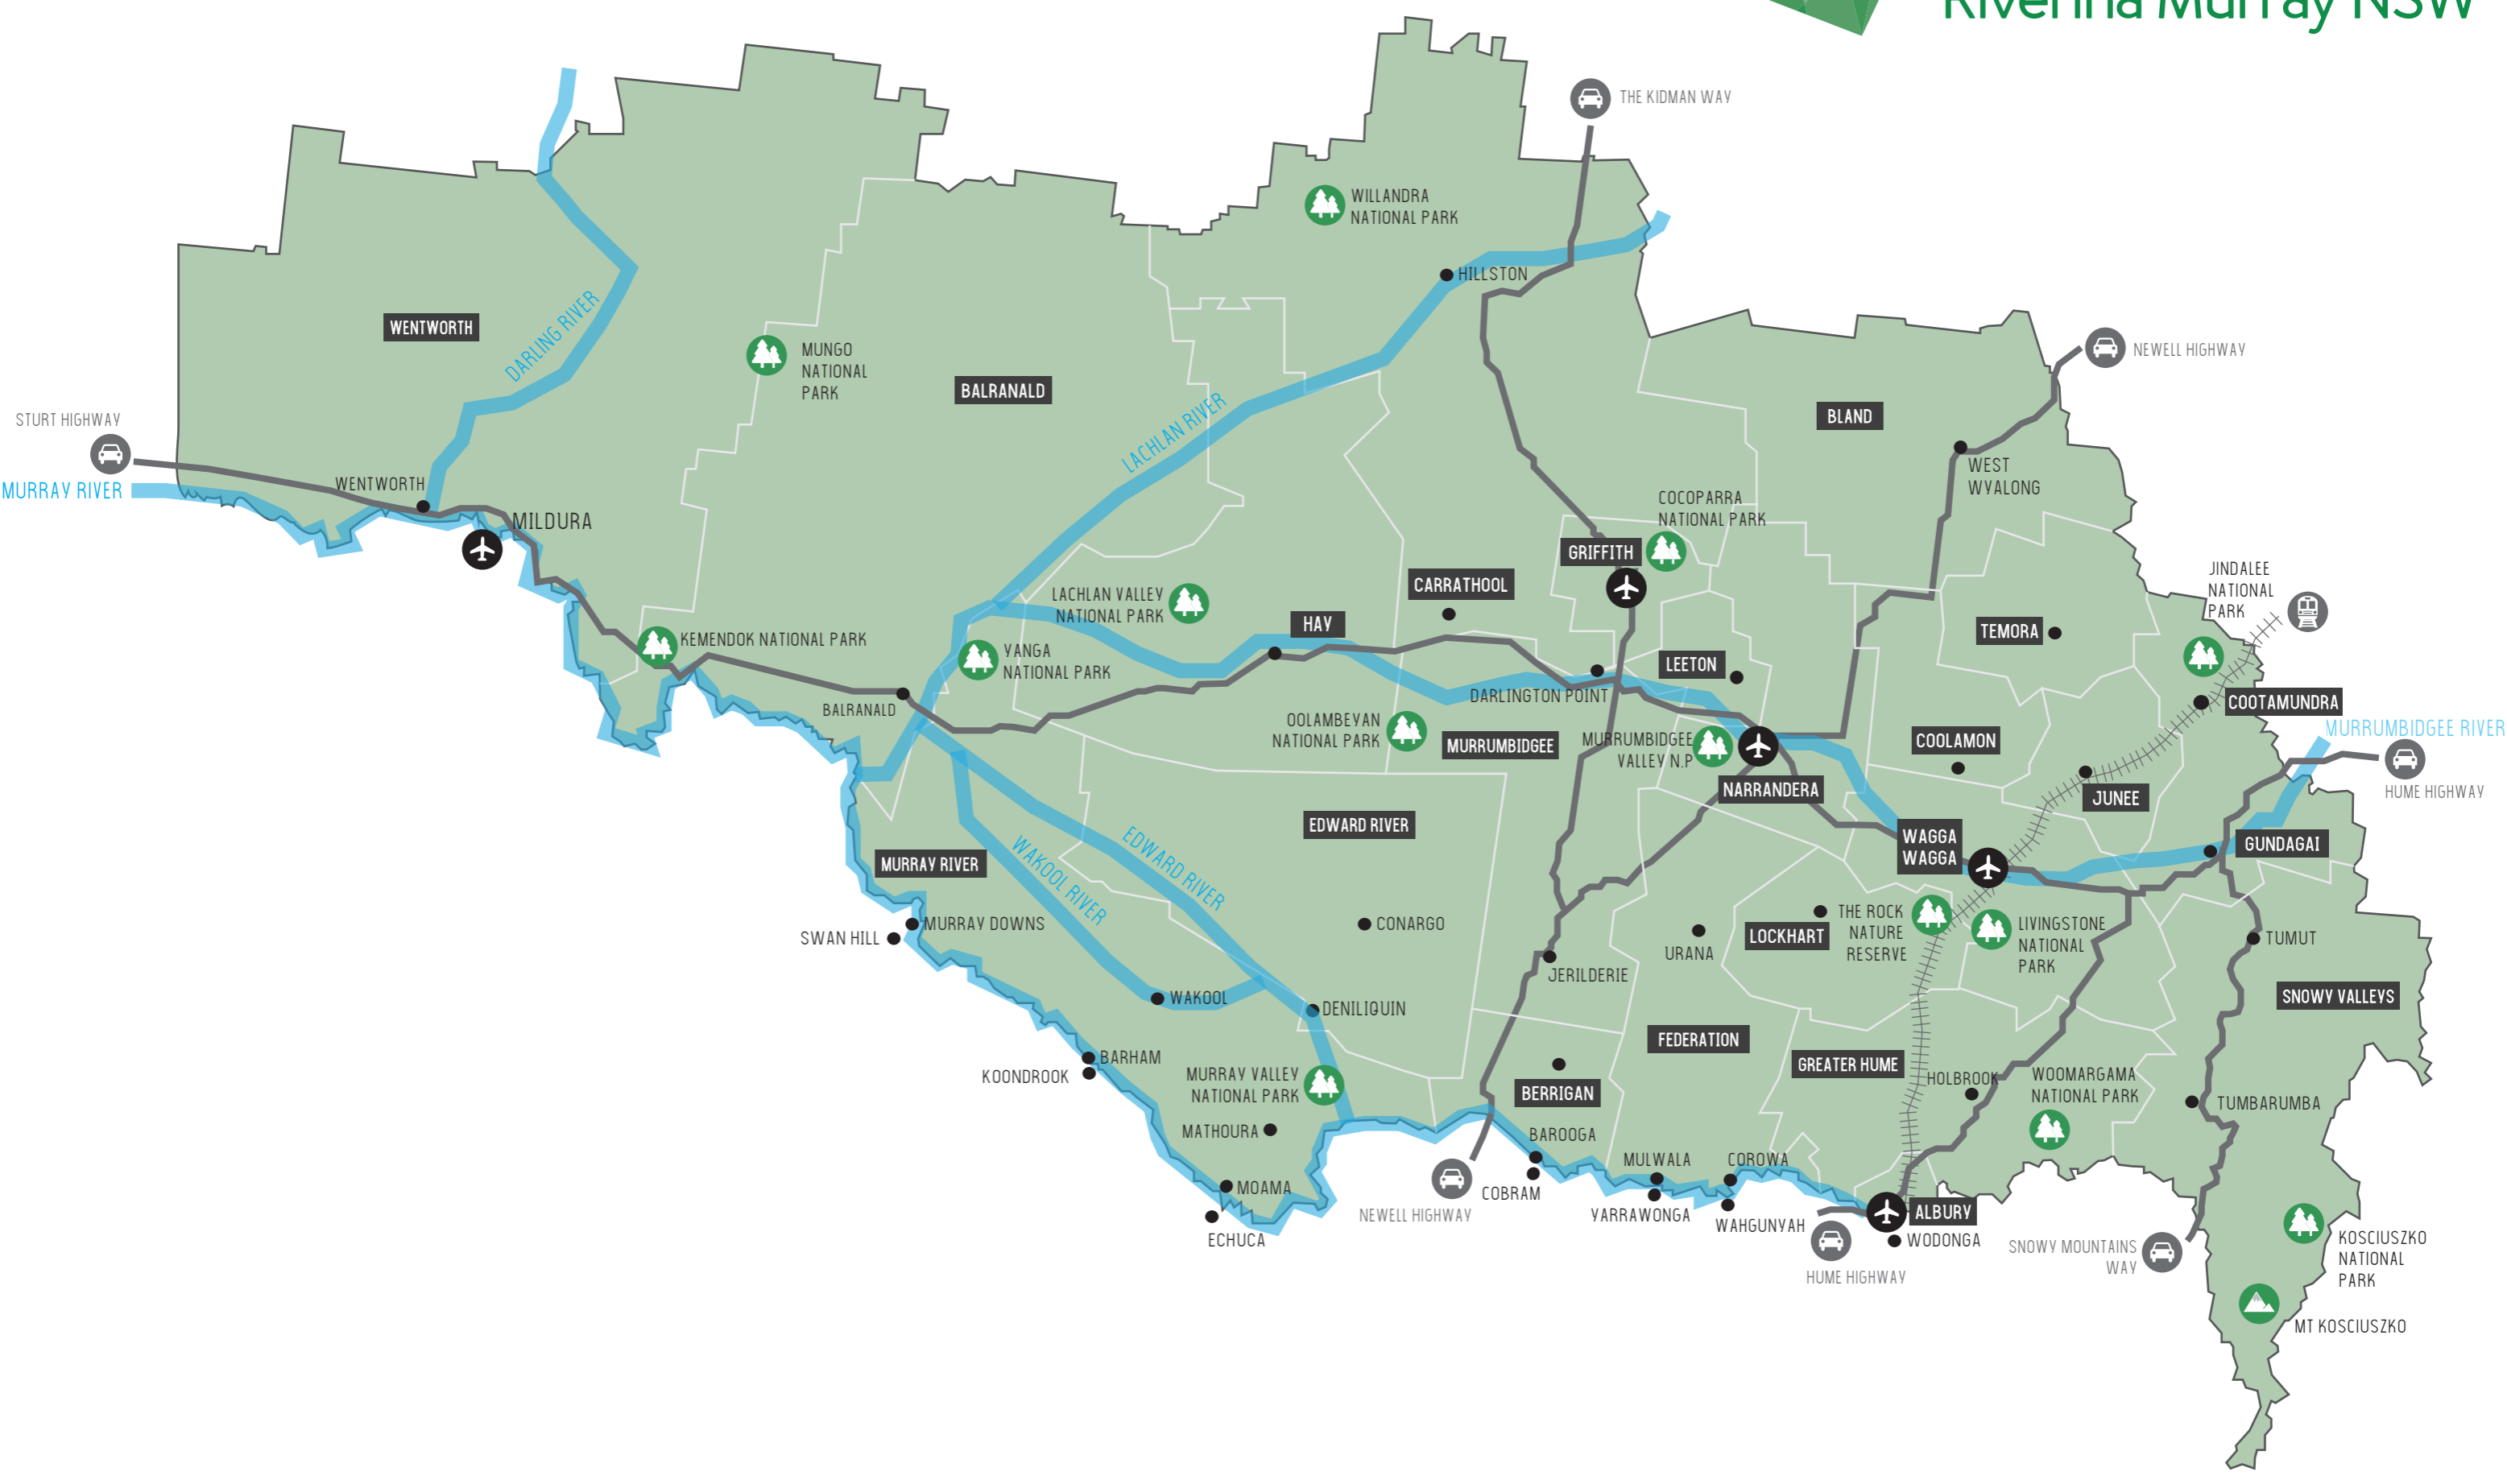 Riverina Murray NSW
THE KIDMAN WAY
WILLANDRA
NATIONAL PARK
HILLSTON
WENTWORTH
DARLING RIVER
MUNGO
NATIONAL
PARK
BALRANALD
NEWELL HIGHWAY
BLAND
STURT HIGHWAY
MURRAY RIVER
LACHLAN RIVER
WEST
WYALONG
WENTWORTH
MILDURA
COCOPARRA
NATIONAL PARK
GRIFFITH
CARRATHOOL
JINDALEE
NATIONAL
PARK
LACHLAN VALLEY
NATIONAL PARK
HAY
TEMORA
KEMENDOK NATIONAL PARK
YANGA
NATIONAL PARK
LEETON
BALRANALD
DARLINGTON POINT
COOTAMUNDRA
OOLAMBEYAN
NATIONAL PARK
MURRUMBIDGEE
MURRUMBIDGEE
VALLEY N.P
COOLAMON
MURRUMBIDGEE RIVER
HUME HIGHWAY
NARRANDERA
JUNEE
EDWARD RIVER
WAGGA
WAGGA
GUNDAGAI
MURRAY RIVER
WAKOOL RIVER
EDWARD RIVER
MURRAY DOWNS
SWAN HILL
CONARGO
URANA
LOCKHART
THE ROCK
NATURE
RESERVE
LIVINGSTONE
NATIONAL
PARK
TUMUT
JERILDERIE
SNOWY VALLEYS
WAKOOL
DENILIQUIN
FEDERATION
BARHAM
KOONDROOK
MURRAY VALLEY
NATIONAL PARK
BERRIGAN
GREATER HUME
HOLBROOK
WOOMARGAMA
NATIONAL PARK
TUMBARUMBA
MATHOURA
BAROOGA
MULWALA
COROWA
MOAMA
COBRAM
NEWELL HIGHWAY
YARRAWONGA
WAHGUNYAH
ALBURY
ECHUCA
WODONGA
HUME HIGHWAY
SNOWY MOUNTAINS
WAY
KOSCIUSZKO
NATIONAL
PARK
MT KOSCIUSZKO